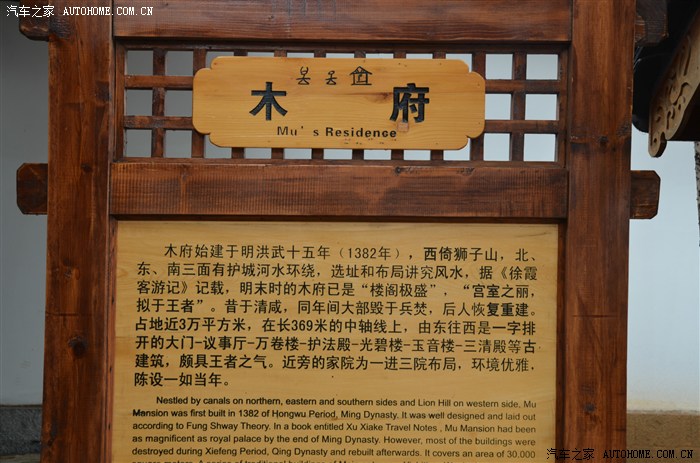 汽车之家 AUTOHOME.COM.CN
汽车之家 AUTOHOME.COM.CN
木府
Mu's Residence
木府始建于明洪武十五年（1382年），西倚狮子山，北、
东、南三面有护城河水环绕，选址和布局讲究风水，据《徐霞
客游记》记载，明末时的木府已是“楼阁极盛”，“宫室之丽，
拟于王者”。昔于清咸，同年间大部毁于兵焚，后人恢复重建。
占地近3万平方米，在长369米的中轴线上，由东往西是一字排
开的大门-议事厅-万卷楼-护法殿-光碧楼-玉音楼-三清殿等古
建筑，颇具王者之气。近旁的家院为一进三院布局，环境优雅，
陈设一如当年。
Nestled by canals on northern, eastern and southern sides and Lion Hill on western side, Mu
Mansion was first built in 1382 of Hongwu Period, Ming Dynasty. It was well designed and laid out
according to Fung Shway Theory. In a book entitled Xu Xiake Travel Notes , Mu Mansion had been
as magnificent as royal palace by the end of Ming Dynasty. However, most of the buildings were
destroyed during Xiefeng Period, Qing Dynasty and rebuilt afterwards. It covers an area of 30.000
汽车之家 AUTOHOME.COM.CN
汽车之家 AUTOHOME.COM.CN